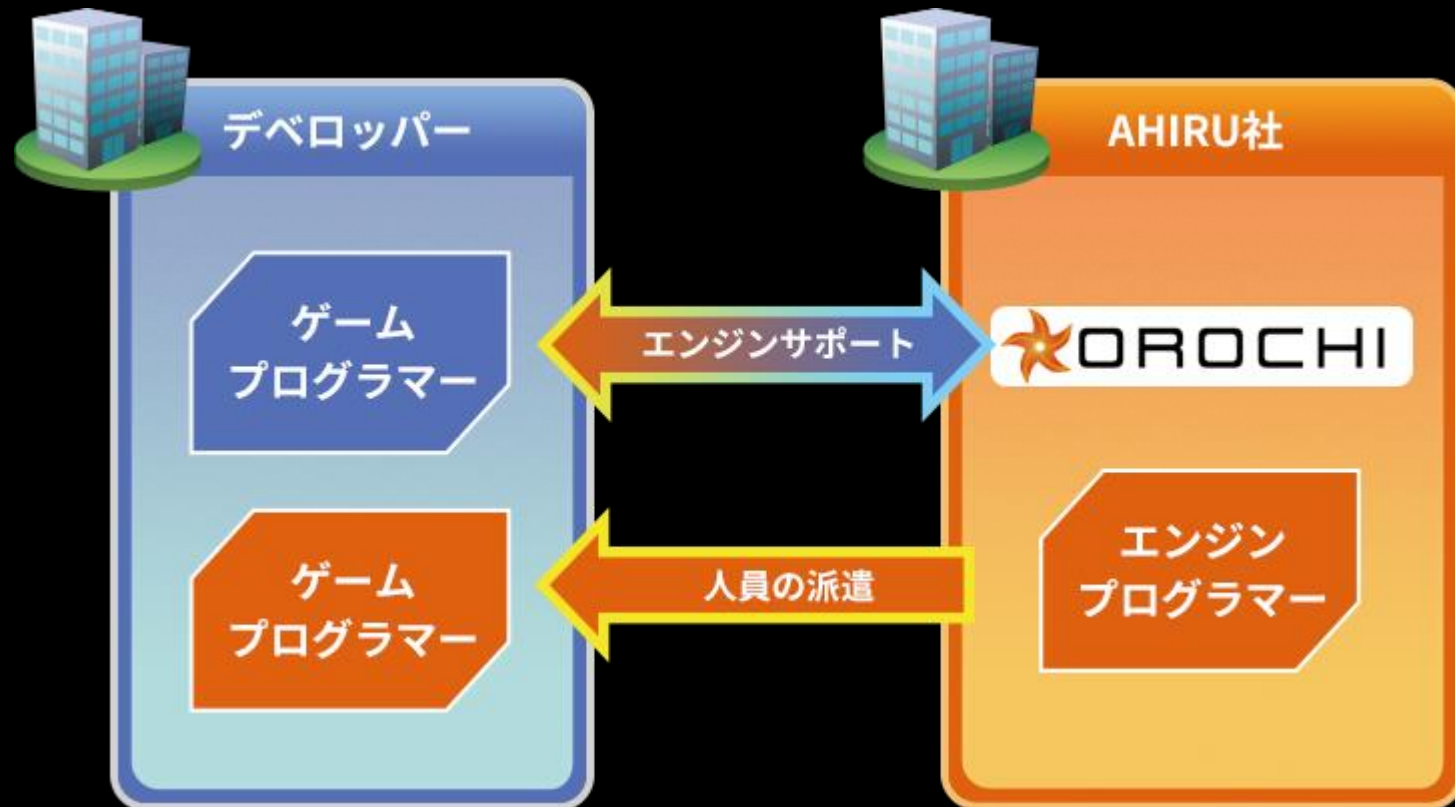 デベロッパー
AHIRU社
ゲーム
プログラマー
エンジンサポート
OROCHI
ゲーム
プログラマー
人員の派遣
エンジン
プログラマー